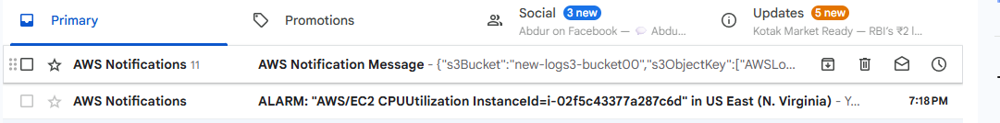 Primary
Promotions
Social 3 new
Abdur on Facebook — 💬 Abdu...
Updates 5 new
Kotak Market Ready — RBI's ₹2 l...
AWS Notifications 11 AWS Notification Message - {"s3Bucket":"new-logs3-bucket00","s3ObjectKey":["AWSLo...
AWS Notifications ALARM: "AWS/EC2 CPUUtilization InstanceId=i-02f5c43377a287c6d" in US East (N. Virginia) - Y... 7:18 PM